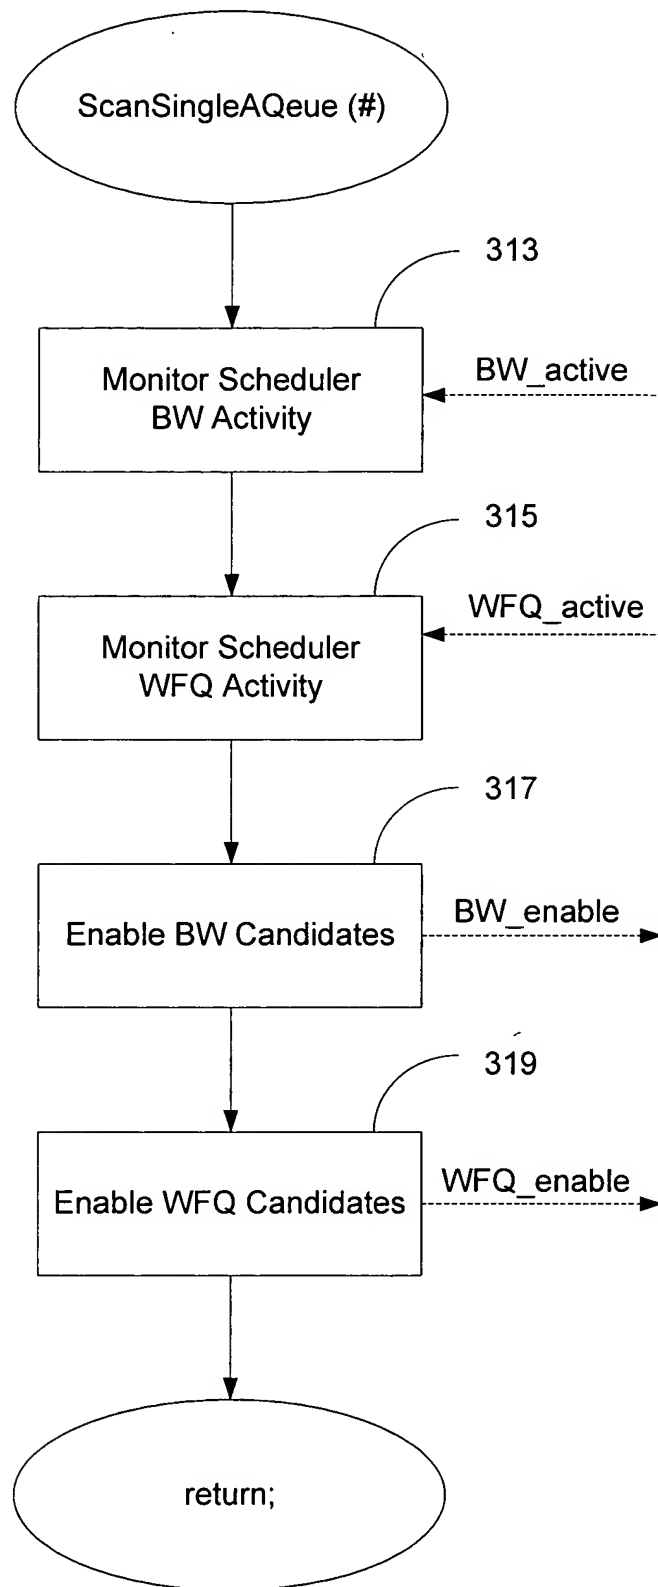 ScanSingleAQeue (#)
313
Monitor Scheduler
BW Activity
BW_active
315
Monitor Scheduler
WFQ Activity
WFQ_active
317
Enable BW Candidates
BW_enable
319
Enable WFQ Candidates
WFQ_enable
return;